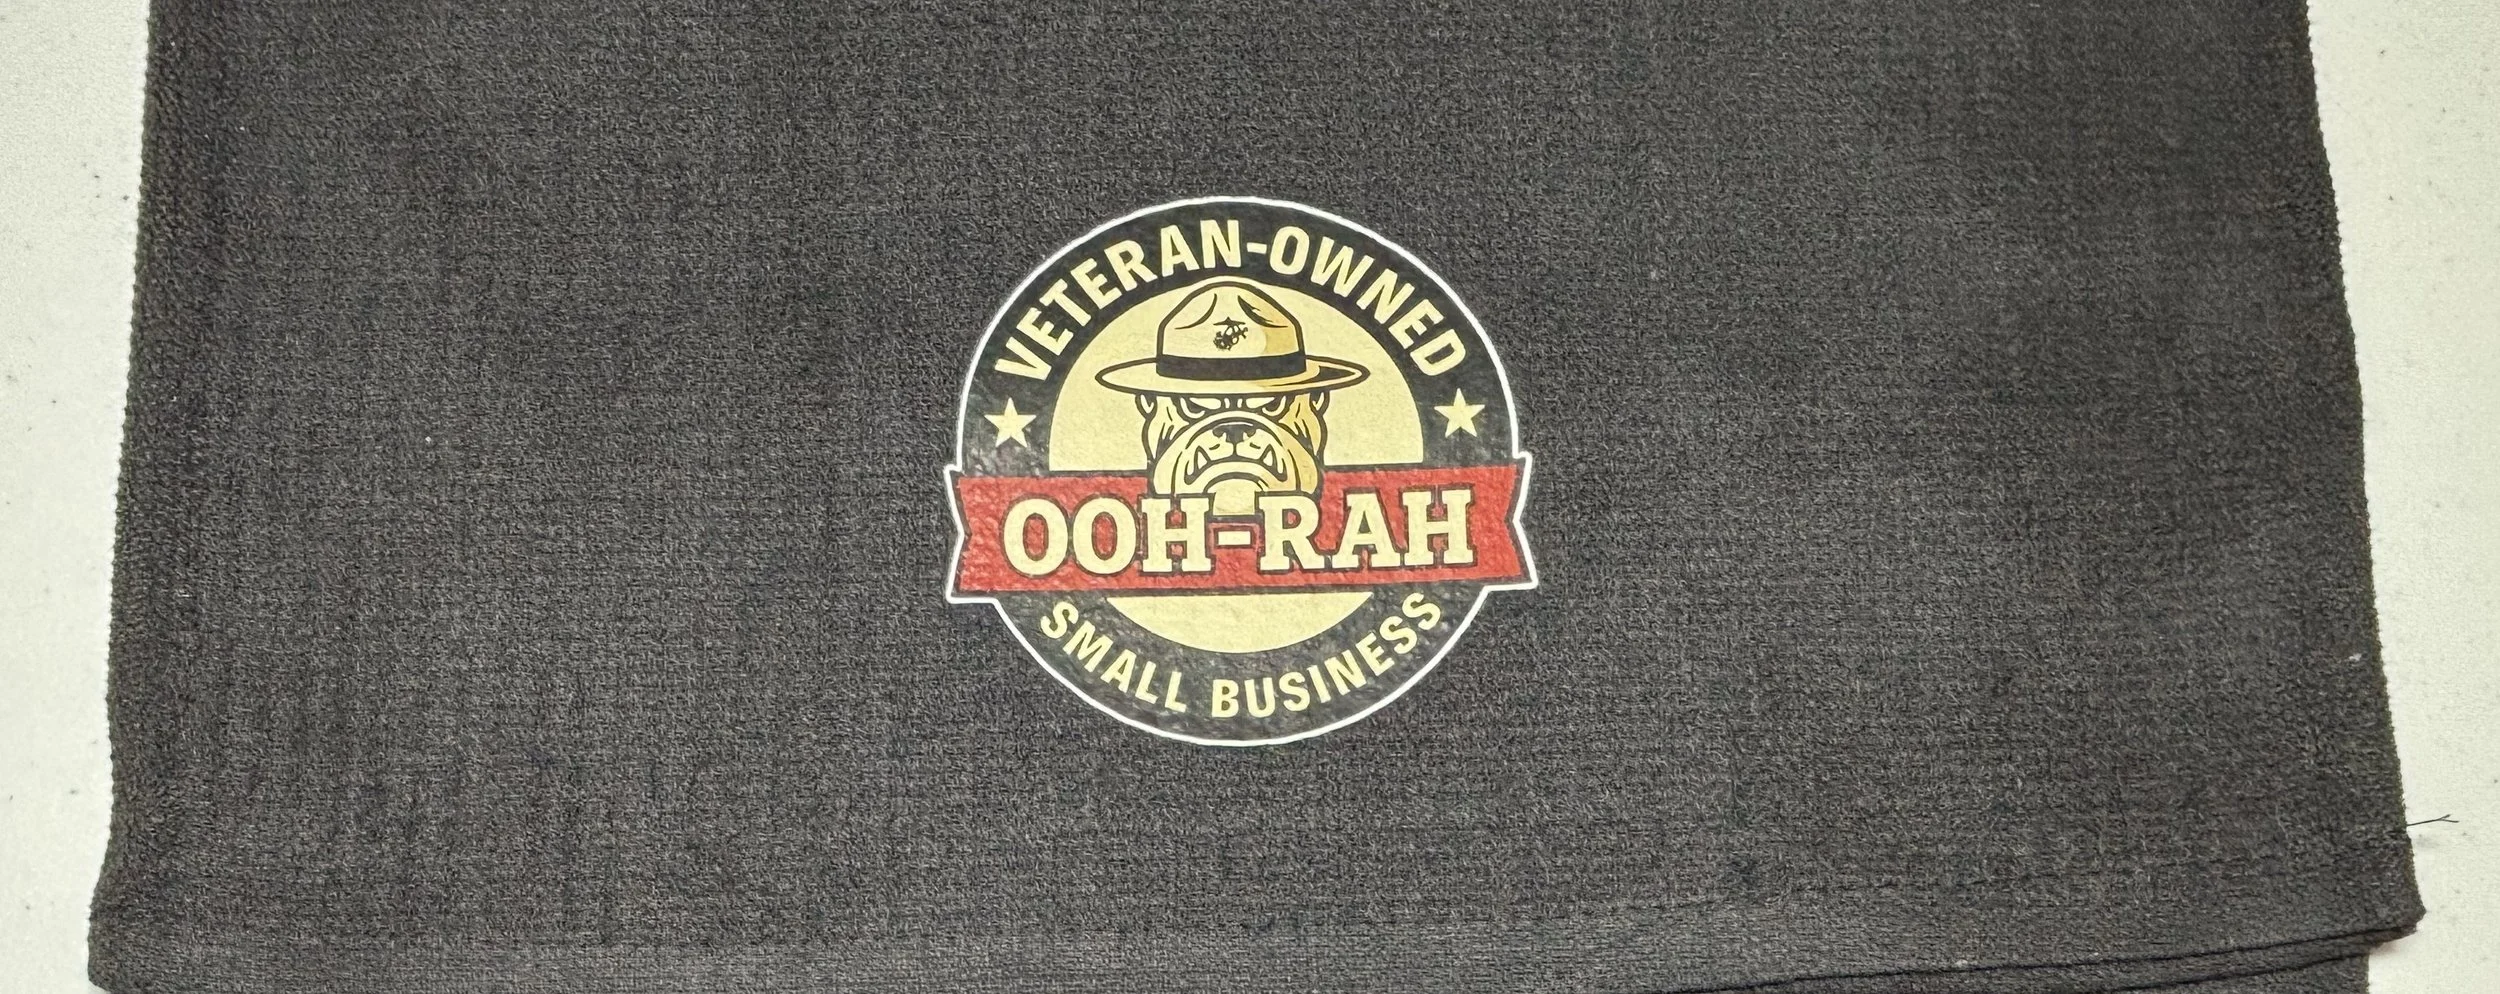 VETERAN-OWNED
OOH-RAH
SMALL BUSINESS